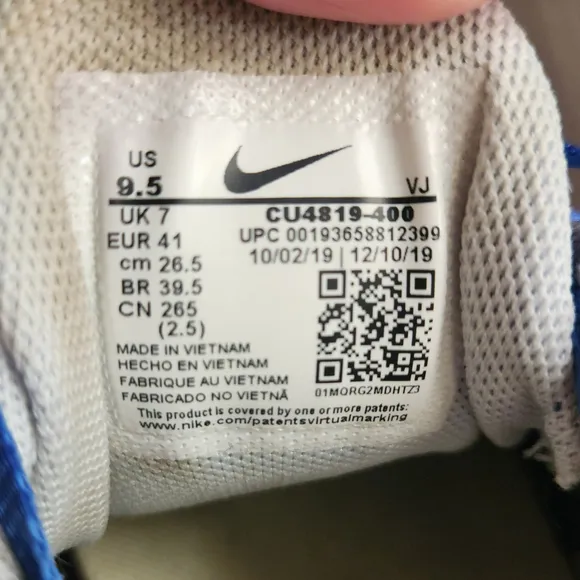 US
9.5 VJ
UK 7 CU4819-400
EUR 41 UPC 00193658812399
cm 26.5 10/02/19 | 12/10/19
BR 39.5
CN 265
(2.5)
MADE IN VIETNAM
HECHO EN VIETNAM
FABRIQUE AU VIETNAM
FABRICADO NO VIETNÃ
01MQRG2MDHTZ3
This product is covered by one or more patents:
www.nike.com/patentsvirtualmarking